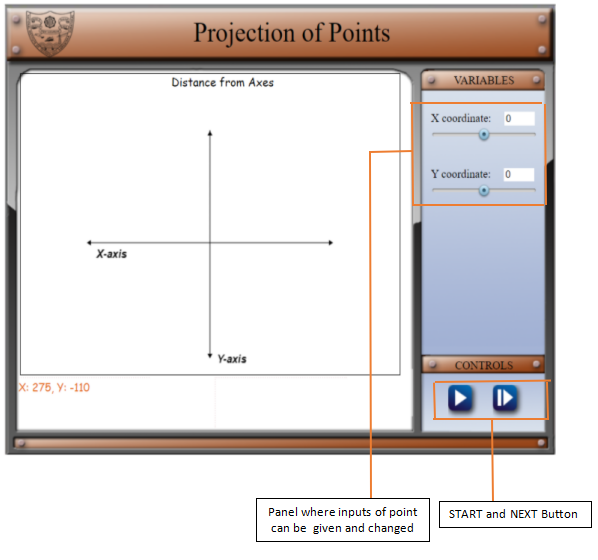 Projection of Points
Distance from Axes
X-axis
Y-axis
X: 275, Y: -110
VARIABLES
X coordinate: 0
Y coordinate: 0
CONTROLS
Panel where inputs of point
can be given and changed
START and NEXT Button